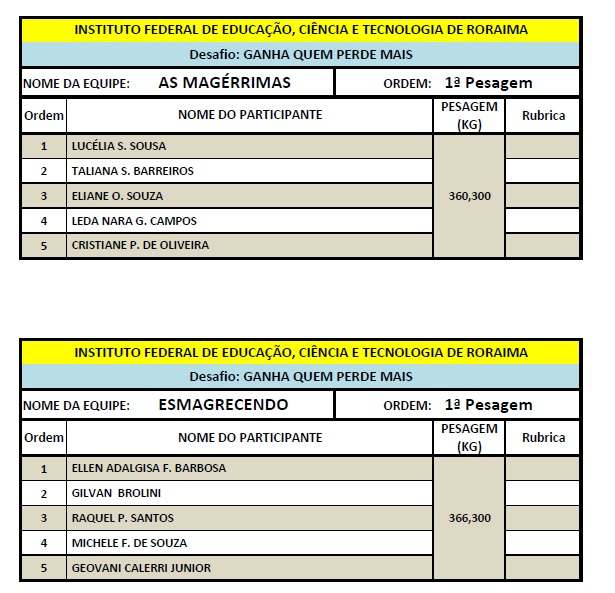 INSTITUTO FEDERAL DE EDUCAÇÃO, CIÊNCIA E TECNOLOGIA DE RORAIMA
Desafio: GANHA QUEM PERDE MAIS
NOME DA EQUIPE: AS MAGÉRRIMAS ORDEM: 1ª Pesagem
Ordem NOME DO PARTICIPANTE PESAGEM (KG) Rubrica
1 LUCÉLIA S. SOUSA
2 TALIANA S. BARREIROS
3 ELIANE O. SOUZA 360,300
4 LEDA NARA G. CAMPOS
5 CRISTIANE P. DE OLIVEIRA
INSTITUTO FEDERAL DE EDUCAÇÃO, CIÊNCIA E TECNOLOGIA DE RORAIMA
Desafio: GANHA QUEM PERDE MAIS
NOME DA EQUIPE: ESMAGRECENDO ORDEM: 1ª Pesagem
Ordem NOME DO PARTICIPANTE PESAGEM (KG) Rubrica
1 ELLEN ADALGISA F. BARBOSA
2 GILVAN BROLINI
3 RAQUEL P. SANTOS 366,300
4 MICHELE F. DE SOUZA
5 GEOVANI CALERRI JUNIOR